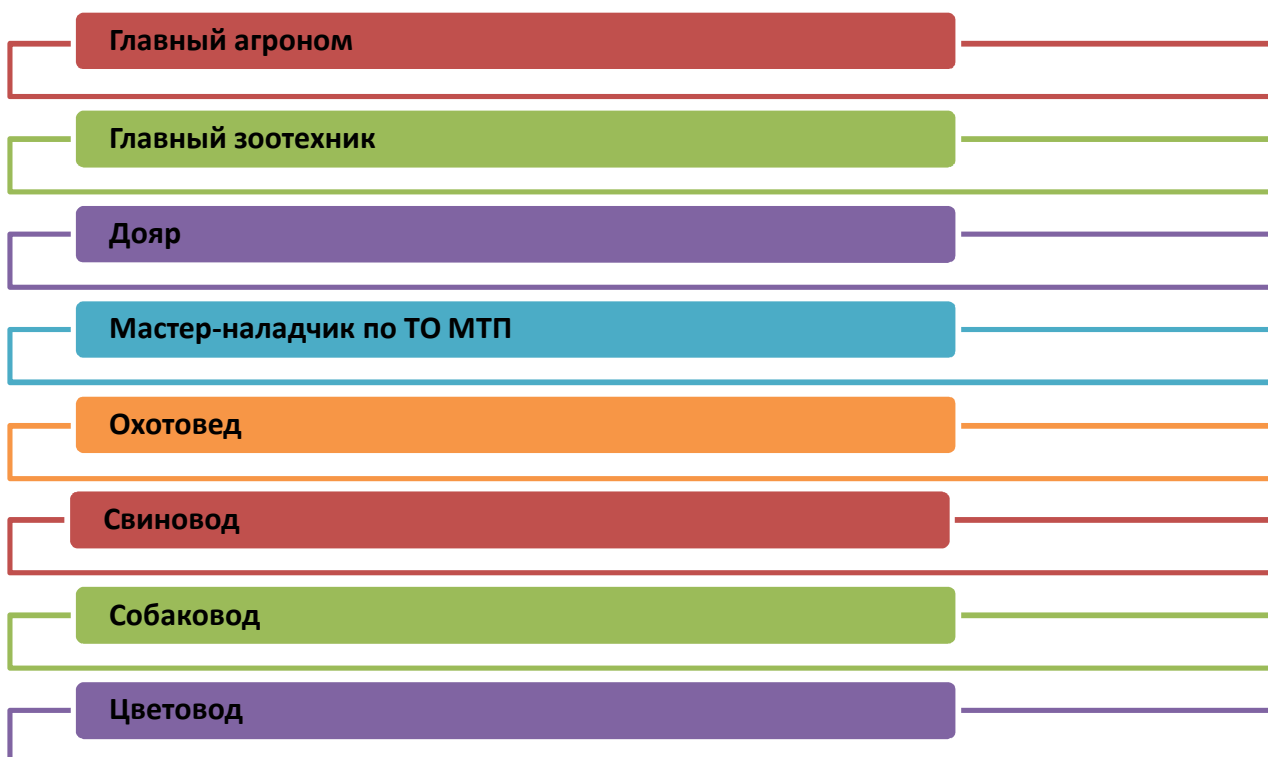 Главный агроном
Главный зоотехник
Дояр
Мастер-наладчик по ТО МТП
Охотовед
Свиновод
Собаковод
Цветовод